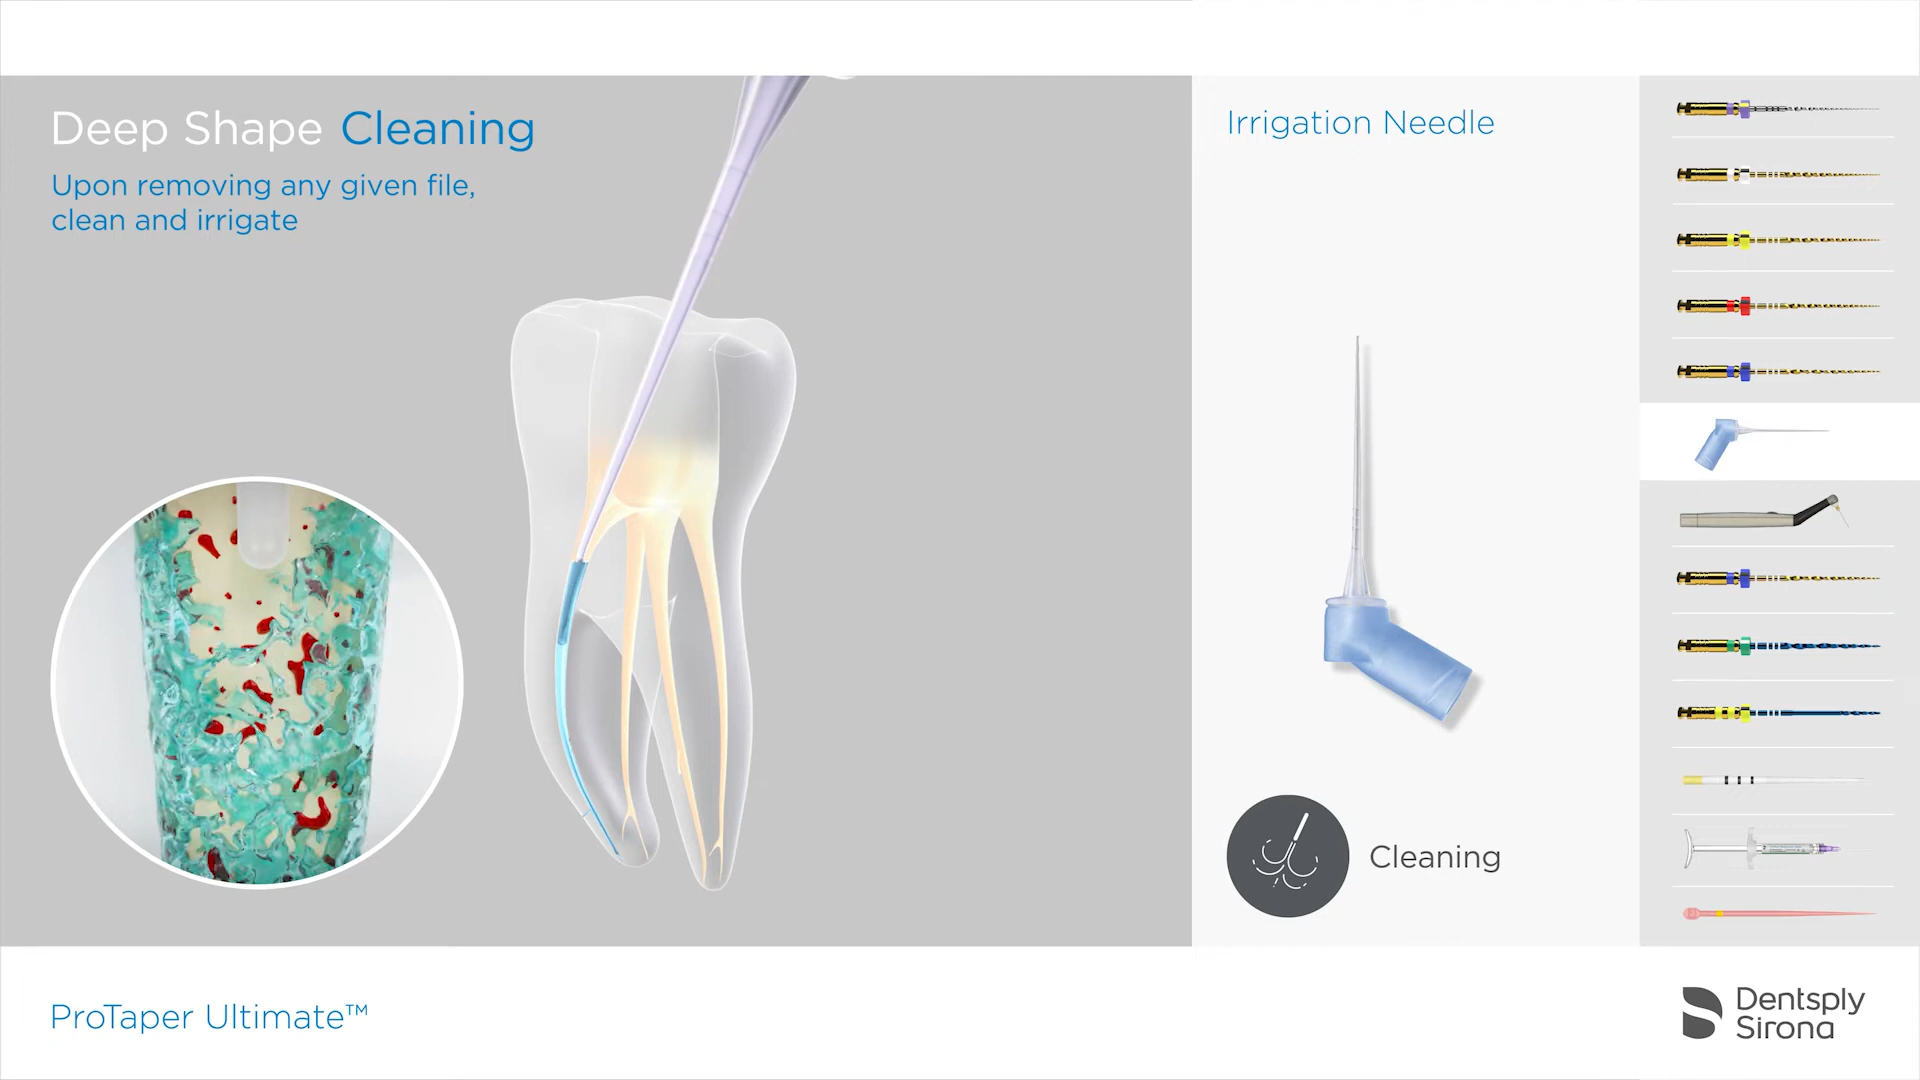 Deep Shape Cleaning
Upon removing any given file,
clean and irrigate
Irrigation Needle
Cleaning
ProTaper Ultimate™
Dentsply
Sirona